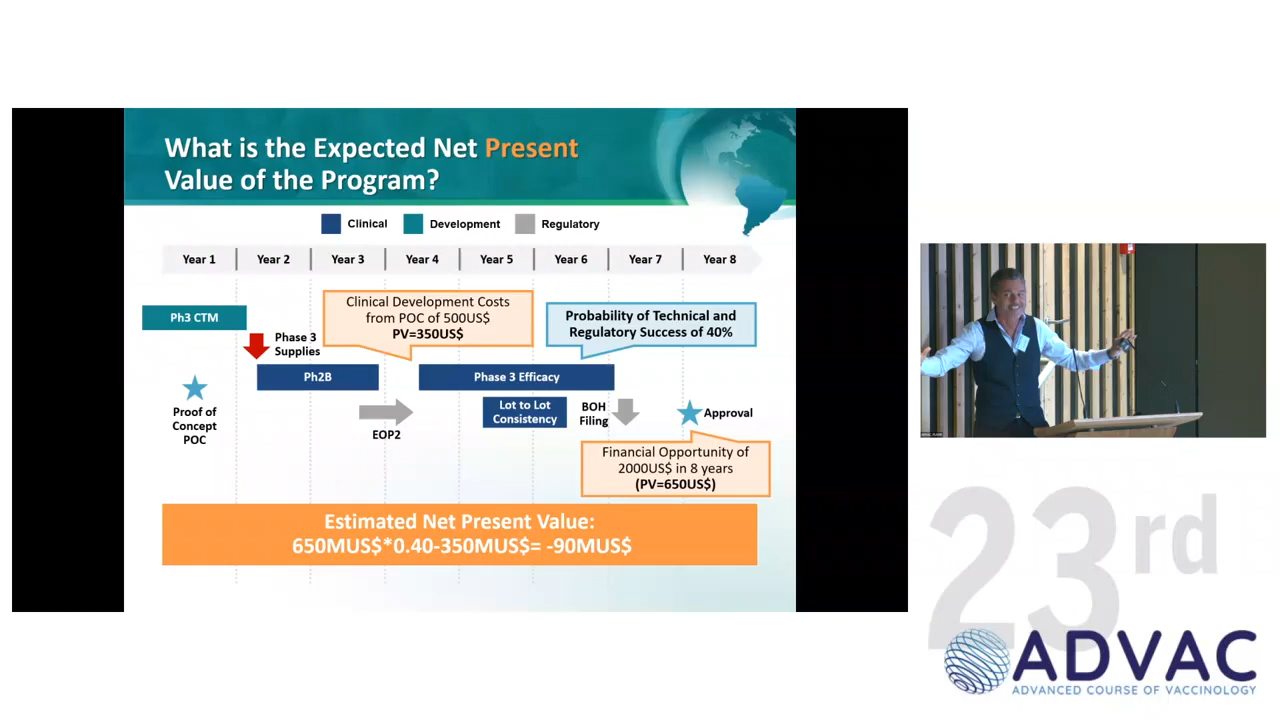 What is the Expected Net Present
Value of the Program?
Clinical
Development
Regulatory
Year 1
Year 2
Year 3
Year 4
Year 5
Year 6
Year 7
Year 8
Ph3 CTM
Phase 3
Supplies
Clinical Development Costs
from POC of 500US$
PV=350US$
Probability of Technical and
Regulatory Success of 40%
Ph2B
Phase 3 Efficacy
Proof of
Concept
POC
EOP2
Lot to Lot
Consistency
BOH
Filing
Approval
Financial Opportunity of
2000US$ in 8 years
(PV=650US$)
Estimated Net Present Value:
650MUS$*0.40-350MUS$= -90MUS$
23rd
ADVAC
ADVANCED COURSE OF VACCINOLOGY